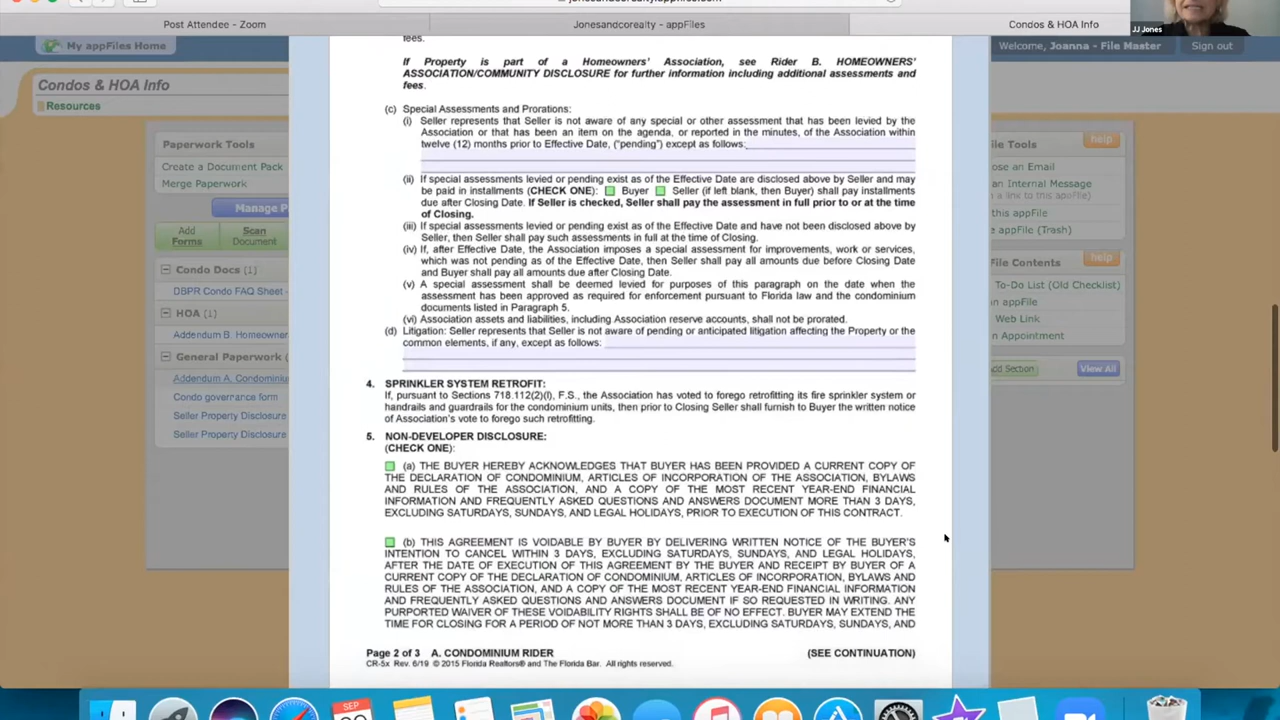 jonesandcorealty.appfiles.com
Post Attendee - Zoom
Jonesandcorealty - appFiles
Condos & HOA Info
JJ Jones
My appFiles Home
Welcome, Joanna - File Master
Sign out
Condos & HOA Info
Resources
Paperwork Tools
Create a Document Pack
Merge Paperwork
Manage P
Add
Forms
Scan
Document
Condo Docs (1)
DBPR Condo FAQ Sheet -
HOA (1)
Addendum B. Homeowner
General Paperwork
Addendum A. Condominiu
Condo governance form
Seller Property Disclosure
Seller Property Disclosure
fees.
If Property is part of a Homeowners' Association, see Rider B. HOMEOWNERS'
ASSOCIATION/COMMUNITY DISCLOSURE for further information including additional assessments and
fees.
(c) Special Assessments and Prorations:
(i) Seller represents that Seller is not aware of any special or other assessment that has been levied by the
Association or that has been an item on the agenda, or reported in the minutes, of the Association within
twelve (12) months prior to Effective Date, ("pending") except as follows:
(ii) If special assessments levied or pending exist as of the Effective Date are disclosed above by Seller and may
be paid in installments (CHECK ONE): Buyer Seller (if left blank, then Buyer) shall pay installments
due after Closing Date. If Seller is checked, Seller shall pay the assessment in full prior to or at the time
of Closing.
(iii) If special assessments levied or pending exist as of the Effective Date and have not been disclosed above by
Seller, then Seller shall pay such assessments in full at the time of Closing.
(iv) If, after Effective Date, the Association imposes a special assessment for improvements, work or services,
which was not pending as of the Effective Date, then Seller shall pay all amounts due before Closing Date
and Buyer shall pay all amounts due after Closing Date.
(v) A special assessment shall be deemed levied for purposes of this paragraph on the date when the
assessment has been approved as required for enforcement pursuant to Florida law and the condominium
documents listed in Paragraph 5.
(vi) Association assets and liabilities, including Association reserve accounts, shall not be prorated.
(d) Litigation: Seller represents that Seller is not aware of pending or anticipated litigation affecting the Property or the
common elements, if any, except as follows:
4. SPRINKLER SYSTEM RETROFIT:
If, pursuant to Sections 718.112(2)(l), F.S., the Association has voted to forego retrofitting its fire sprinkler system or
handrails and guardrails for the condominium units, then prior to Closing Seller shall furnish to Buyer the written notice
of Association's vote to forego such retrofitting.
5. NON-DEVELOPER DISCLOSURE:
(CHECK ONE):
(a) THE BUYER HEREBY ACKNOWLEDGES THAT BUYER HAS BEEN PROVIDED A CURRENT COPY OF
THE DECLARATION OF CONDOMINIUM, ARTICLES OF INCORPORATION OF THE ASSOCIATION, BYLAWS
AND RULES OF THE ASSOCIATION, AND A COPY OF THE MOST RECENT YEAR-END FINANCIAL
INFORMATION AND FREQUENTLY ASKED QUESTIONS AND ANSWERS DOCUMENT MORE THAN 3 DAYS,
EXCLUDING SATURDAYS, SUNDAYS, AND LEGAL HOLIDAYS, PRIOR TO EXECUTION OF THIS CONTRACT.
(b) THIS AGREEMENT IS VOIDABLE BY BUYER BY DELIVERING WRITTEN NOTICE OF THE BUYER'S
INTENTION TO CANCEL WITHIN 3 DAYS, EXCLUDING SATURDAYS, SUNDAYS, AND LEGAL HOLIDAYS,
AFTER THE DATE OF EXECUTION OF THIS AGREEMENT BY THE BUYER AND RECEIPT BY BUYER OF A
CURRENT COPY OF THE DECLARATION OF CONDOMINIUM, ARTICLES OF INCORPORATION, BYLAWS AND
RULES OF THE ASSOCIATION, AND A COPY OF THE MOST RECENT YEAR-END FINANCIAL INFORMATION
AND FREQUENTLY ASKED QUESTIONS AND ANSWERS DOCUMENT IF SO REQUESTED IN WRITING. ANY
PURPORTED WAIVER OF THESE VOIDABILITY RIGHTS SHALL BE OF NO EFFECT. BUYER MAY EXTEND THE
TIME FOR CLOSING FOR A PERIOD OF NOT MORE THAN 3 DAYS, EXCLUDING SATURDAYS, SUNDAYS, AND
Page 2 of 3 A. CONDOMINIUM RIDER (SEE CONTINUATION)
CR-5x Rev. 6/19 © 2015 Florida Realtors® and The Florida Bar. All rights reserved.
ile Tools
help
ose an Email
an Internal Message
a link to this appfile)
this appFile
e appFile (Trash)
File Contents
help
To-Do List (Old Checklist)
an appFile
Web Link
n Appointment
dd Section
View All
SEP